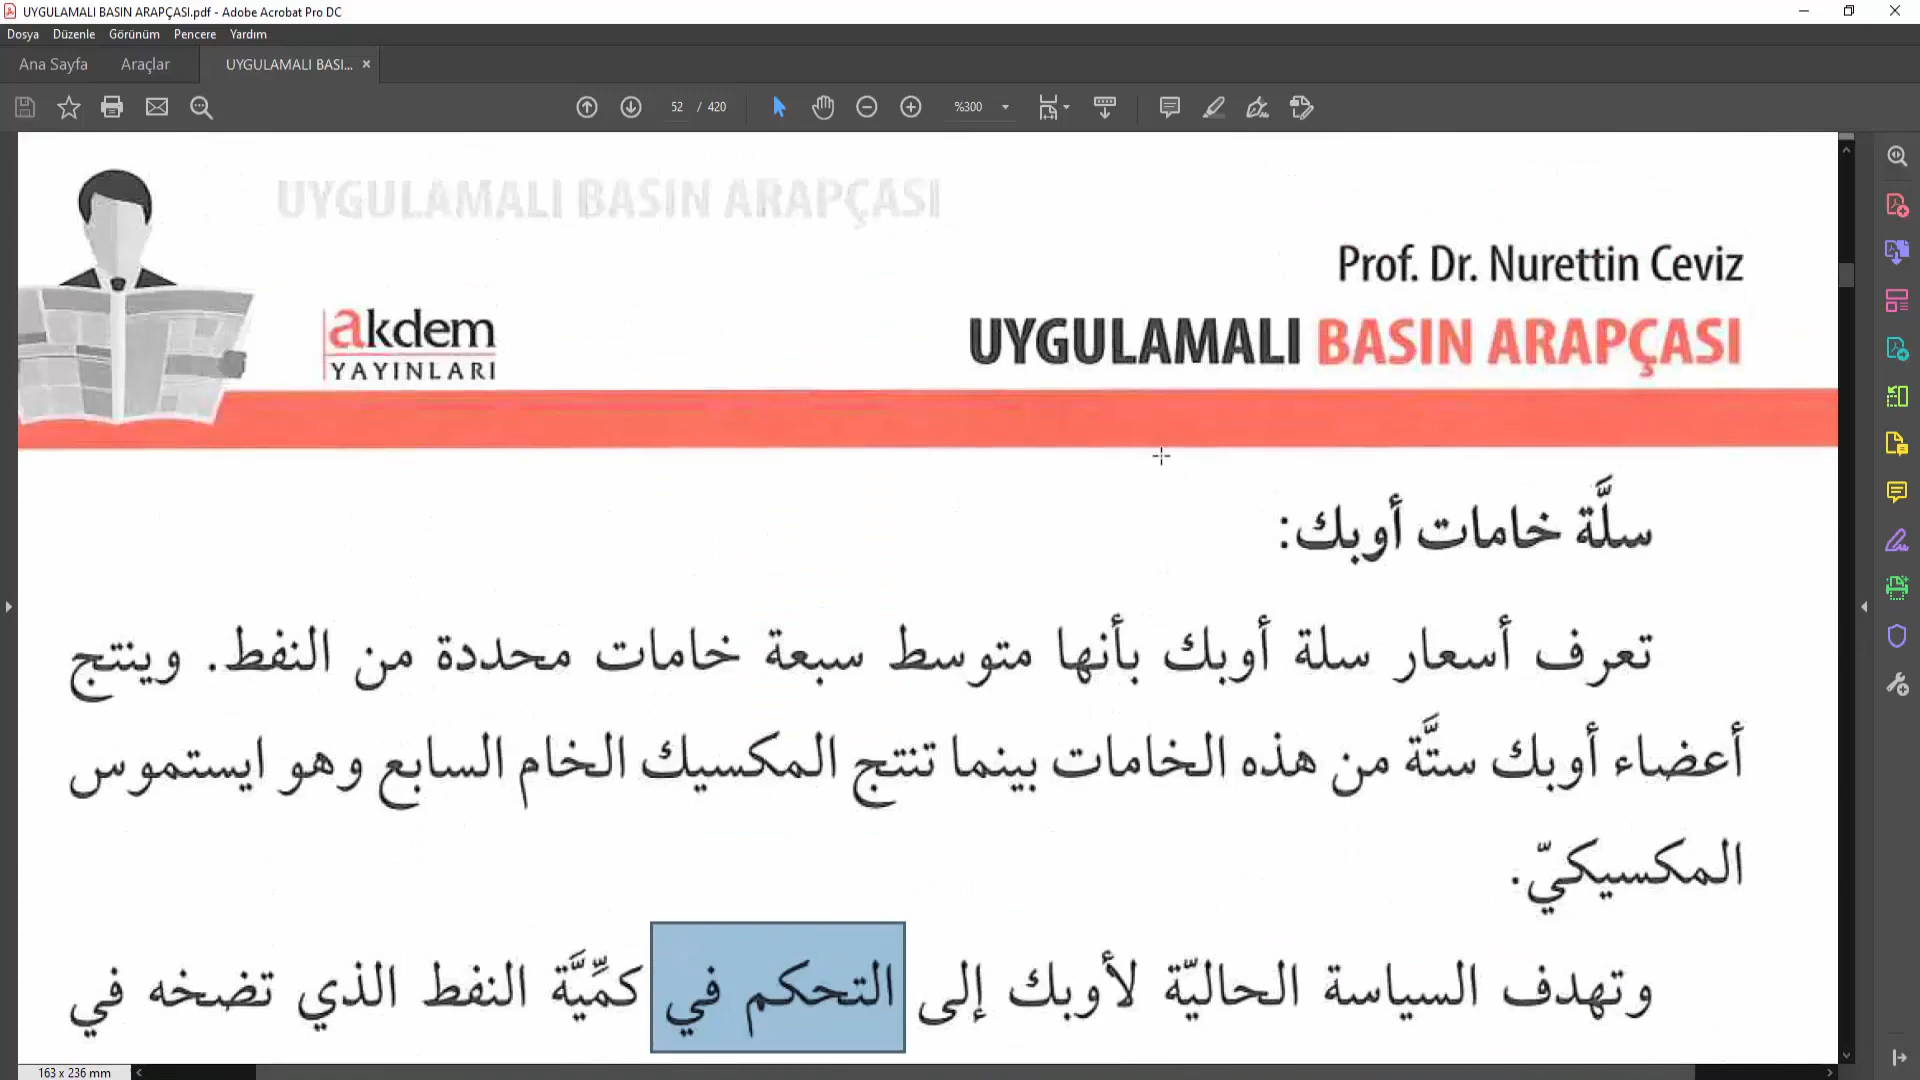 UYGULAMALI BASIN ARAPÇASI.pdf - Adobe Acrobat Pro DC
Dosya Düzenle Görünüm Pencere Yardım
Ana Sayfa Araçlar UYGULAMALI BASI... ×
52 / 420 %300
UYGULAMALI BASIN ARAPÇASI
Prof. Dr. Nurettin Ceviz
akdem
YAYINLARI
UYGULAMALI BASIN ARAPÇASI
سلَّة خامات أوبك:
تعرف أسعار سلة أوبك بأنها متوسط سبعة خامات محددة من النفط. وينتج
أعضاء أوبك ستَّة من هذه الخامات بينما تنتج المكسيك الخام السابع وهو ايستموس
المكسيكيّ.
وتهدف السياسة الحاليّة لأوبك إلى التحكم في كمِّيَّة النفط الذي تضخه في
163 x 236 mm